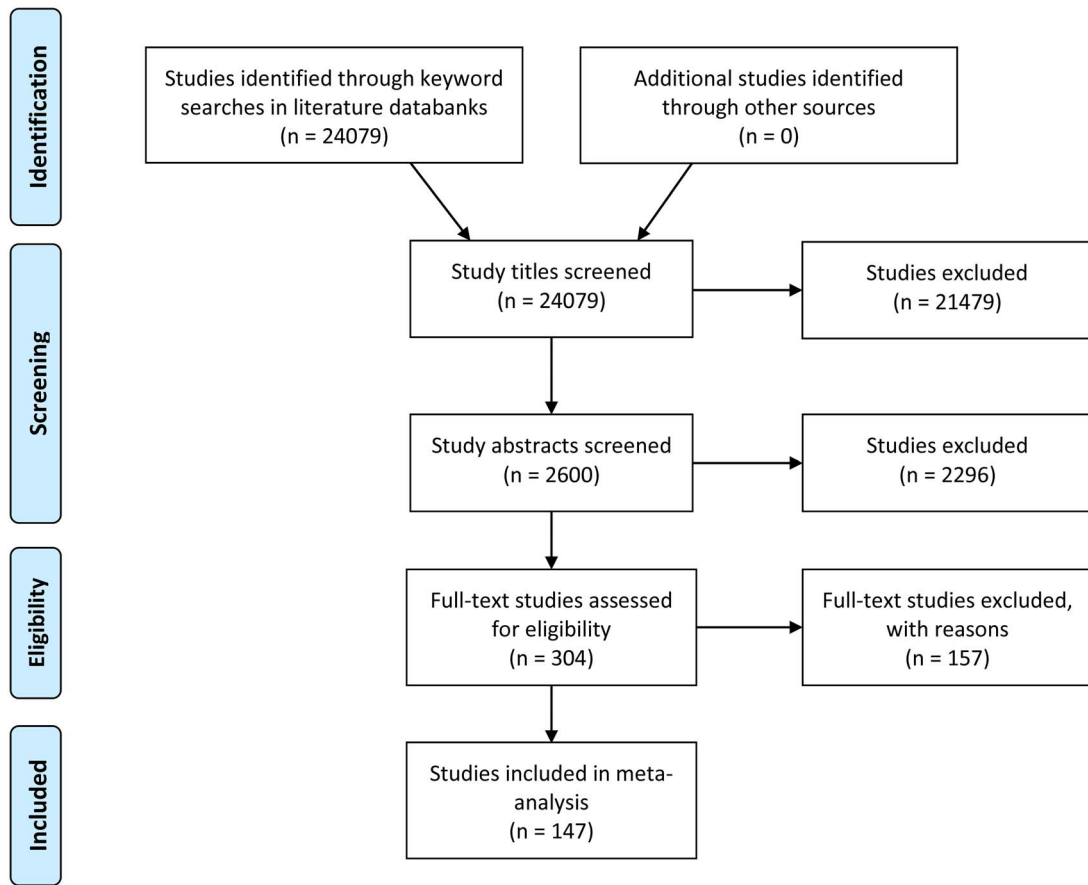 Identification
Studies identified through keyword
searches in literature databanks
(n = 24079)
Additional studies identified
through other sources
(n = 0)
Screening
Study titles screened
(n = 24079)
Studies excluded
(n = 21479)
Study abstracts screened
(n = 2600)
Studies excluded
(n = 2296)
Eligibility
Full-text studies assessed
for eligibility
(n = 304)
Full-text studies excluded,
with reasons
(n = 157)
Included
Studies included in meta-
analysis
(n = 147)